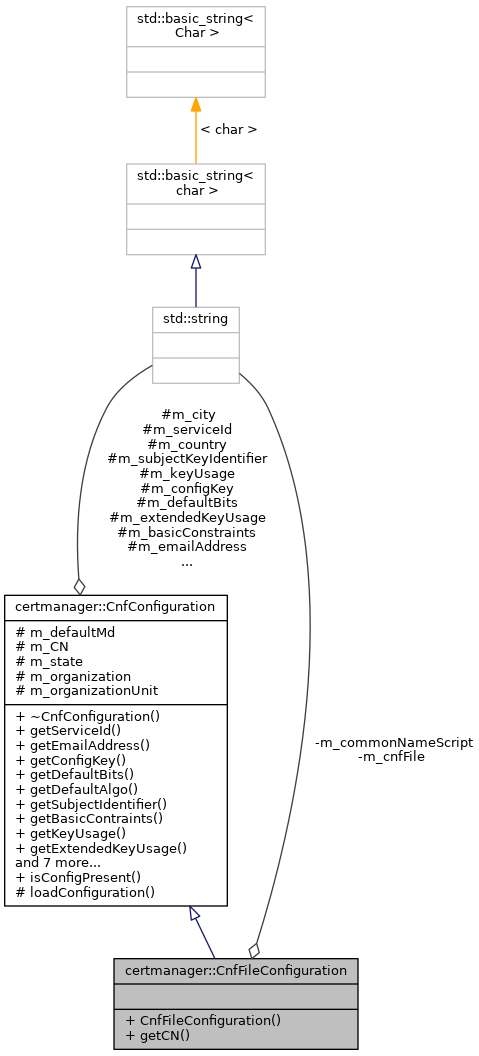 std::basic_string<
Char >
< char >
std::basic_string<
char >
std::string
#m_city
#m_serviceId
#m_country
#m_subjectKeyIdentifier
#m_keyUsage
#m_configKey
#m_defaultBits
#m_extendedKeyUsage
#m_basicConstraints
#m_emailAddress
...
certmanager::CnfConfiguration
# m_defaultMd
# m_CN
# m_state
# m_organization
# m_organizationUnit
+ ~CnfConfiguration()
+ getServiceId()
+ getEmailAddress()
+ getConfigKey()
+ getDefaultBits()
+ getDefaultAlgo()
+ getSubjectIdentifier()
+ getBasicContraints()
+ getKeyUsage()
+ getExtendedKeyUsage()
and 7 more...
+ isConfigPresent()
# loadConfiguration()
-m_commonNameScript
-m_cnfFile
certmanager::CnfFileConfiguration
+ CnfFileConfiguration()
+ getCN()